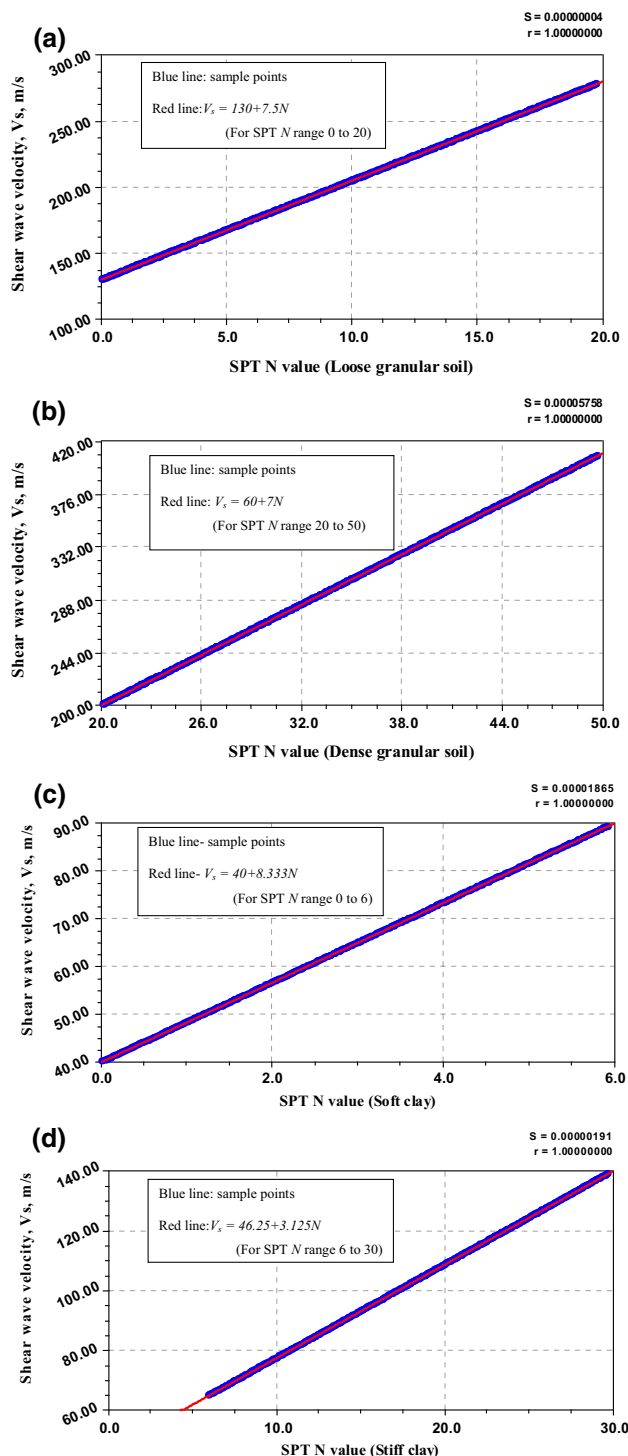 (a)
S = 0.00000004
r = 1.00000000
Shear wave velocity, Vs, m/s
300.00
250.00
200.00
150.00
100.00
Blue line: sample points
Red line:Vs = 130+7.5N
(For SPT N range 0 to 20)
0.0 5.0 10.0 15.0 20.0
SPT N value (Loose granular soil)
(b)
S = 0.00005758
r = 1.00000000
Shear wave velocity, Vs, m/s
420.00
376.00
332.00
288.00
244.00
200.00
Blue line: sample points
Red line: Vs = 60+7N
(For SPT N range 20 to 50)
20.0 26.0 32.0 38.0 44.0 50.0
SPT N value (Dense granular soil)
(c)
S = 0.00001865
r = 1.00000000
Shear wave velocity, Vs, m/s
90.00
80.00
70.00
60.00
50.00
40.00
Blue line- sample points
Red line- Vs = 40+8.333N
(For SPT N range 0 to 6)
0.0 2.0 4.0 6.0
SPT N value (Soft clay)
(d)
S = 0.00000191
r = 1.00000000
Shear wave velocity, Vs, m/s
140.00
120.00
100.00
80.00
60.00
Blue line: sample points
Red line:Vs = 46.25+3.125N
(For SPT N range 6 to 30)
0.0 10.0 20.0 30.0
SPT N value (Stiff clay)